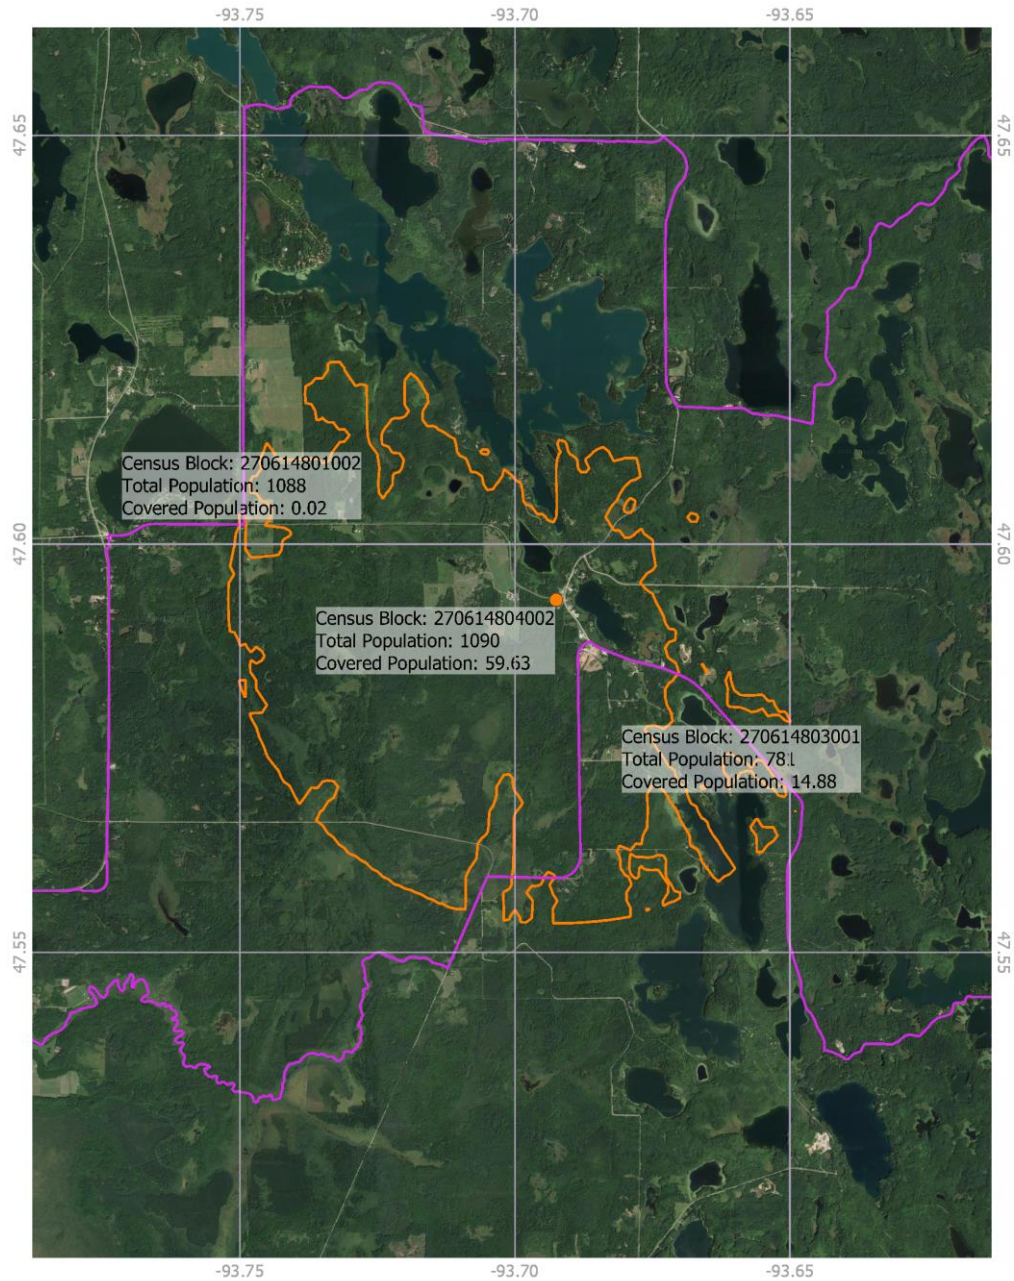 -93.75 -93.70 -93.65
47.65 47.65
Census Block: 270614801002
Total Population: 1088
Covered Population: 0.02
47.60 47.60
Census Block: 270614804002
Total Population: 1090
Covered Population: 59.63
Census Block: 270614803001
Total Population: 781
Covered Population: 14.88
47.55 47.55
-93.75 -93.70 -93.65